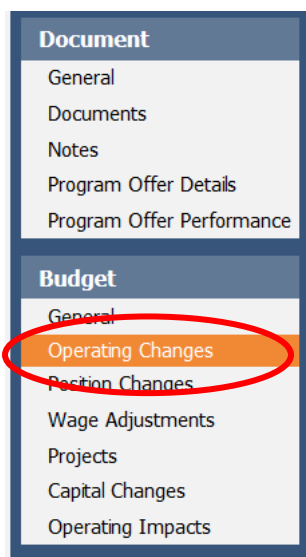 Document
General
Documents
Notes
Program Offer Details
Program Offer Performance
Budget
General
Operating Changes
Position Changes
Wage Adjustments
Projects
Capital Changes
Operating Impacts